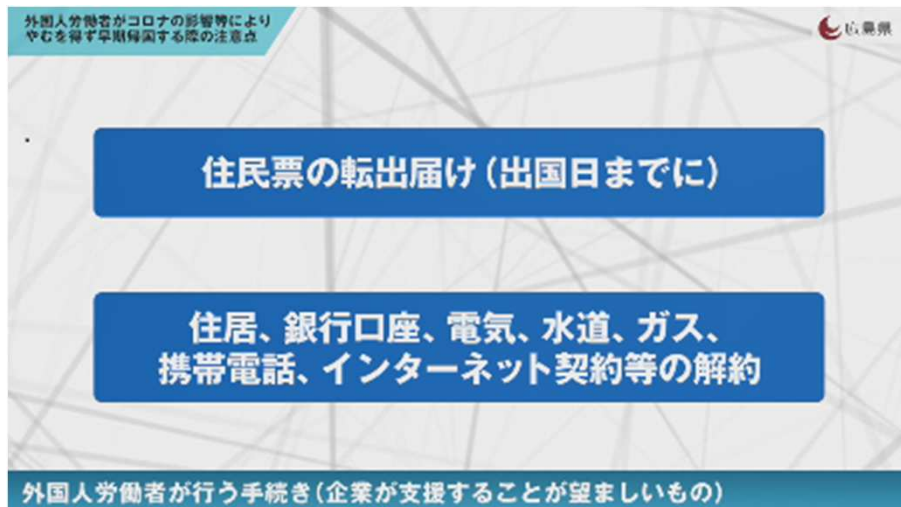 外国人労働者がコロナの影響等により
やむを得ず早期帰国する際の注意点
広島県
住民票の転出届け(出国日までに)
住居、銀行口座、電気、水道、ガス、
携帯電話、インターネット契約等の解約
外国人労働者が行う手続き(企業が支援することが望ましいもの)